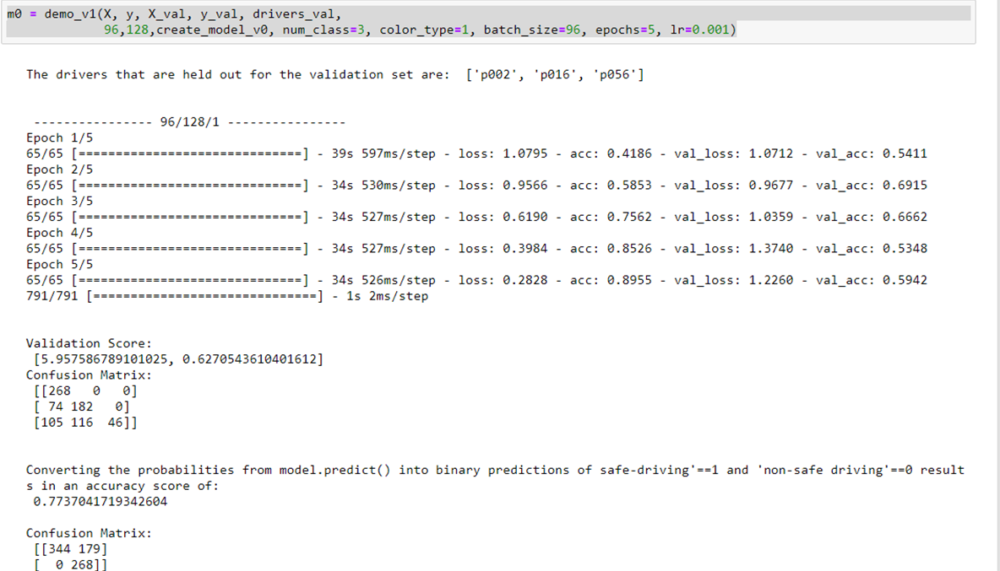 m0 = demo_v1(X, y, X_val, y_val, drivers_val,
96,128,create_model_v0, num_class=3, color_type=1, batch_size=96, epochs=5, lr=0.001)
The drivers that are held out for the validation set are:  ['p002', 'p016', 'p056']
---------------- 96/128/1 ----------------
Epoch 1/5
65/65 [==============================] - 39s 597ms/step - loss: 1.0795 - acc: 0.4186 - val_loss: 1.0712 - val_acc: 0.5411
Epoch 2/5
65/65 [==============================] - 34s 530ms/step - loss: 0.9566 - acc: 0.5853 - val_loss: 0.9677 - val_acc: 0.6915
Epoch 3/5
65/65 [==============================] - 34s 527ms/step - loss: 0.6190 - acc: 0.7562 - val_loss: 1.0359 - val_acc: 0.6662
Epoch 4/5
65/65 [==============================] - 34s 527ms/step - loss: 0.3984 - acc: 0.8526 - val_loss: 1.3740 - val_acc: 0.5348
Epoch 5/5
65/65 [==============================] - 34s 526ms/step - loss: 0.2828 - acc: 0.8955 - val_loss: 1.2260 - val_acc: 0.5942
791/791 [==============================] - 1s 2ms/step
Validation Score:
[5.957586789101025, 0.6270543610401612]
Confusion Matrix:
[[268   0   0]
[ 74 182   0]
[105 116  46]]
Converting the probabilities from model.predict() into binary predictions of safe-driving'==1 and 'non-safe driving'==0 result
s in an accuracy score of:
0.7737041719342604
Confusion Matrix:
[[344 179]
[  0 268]]